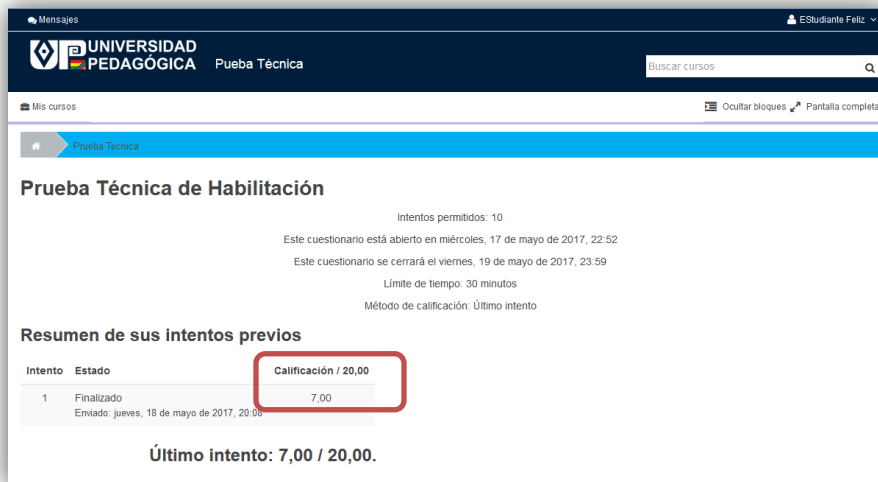 Mensajes
EStudiante Feliz
UNIVERSIDAD
PEDAGÓGICA
Pueba Técnica
Buscar cursos
Mis cursos
Ocultar bloques
Pantalla completa
Prueba Tecnica
Prueba Técnica de Habilitación
Intentos permitidos: 10
Este cuestionario está abierto en miércoles, 17 de mayo de 2017, 22:52
Este cuestionario se cerrará el viernes, 19 de mayo de 2017, 23:59
Límite de tiempo: 30 minutos
Método de calificación: Último intento
Resumen de sus intentos previos
Intento Estado Calificación / 20,00
1 Finalizado 7,00
Enviado: jueves, 18 de mayo de 2017, 20:08
Último intento: 7,00 / 20,00.